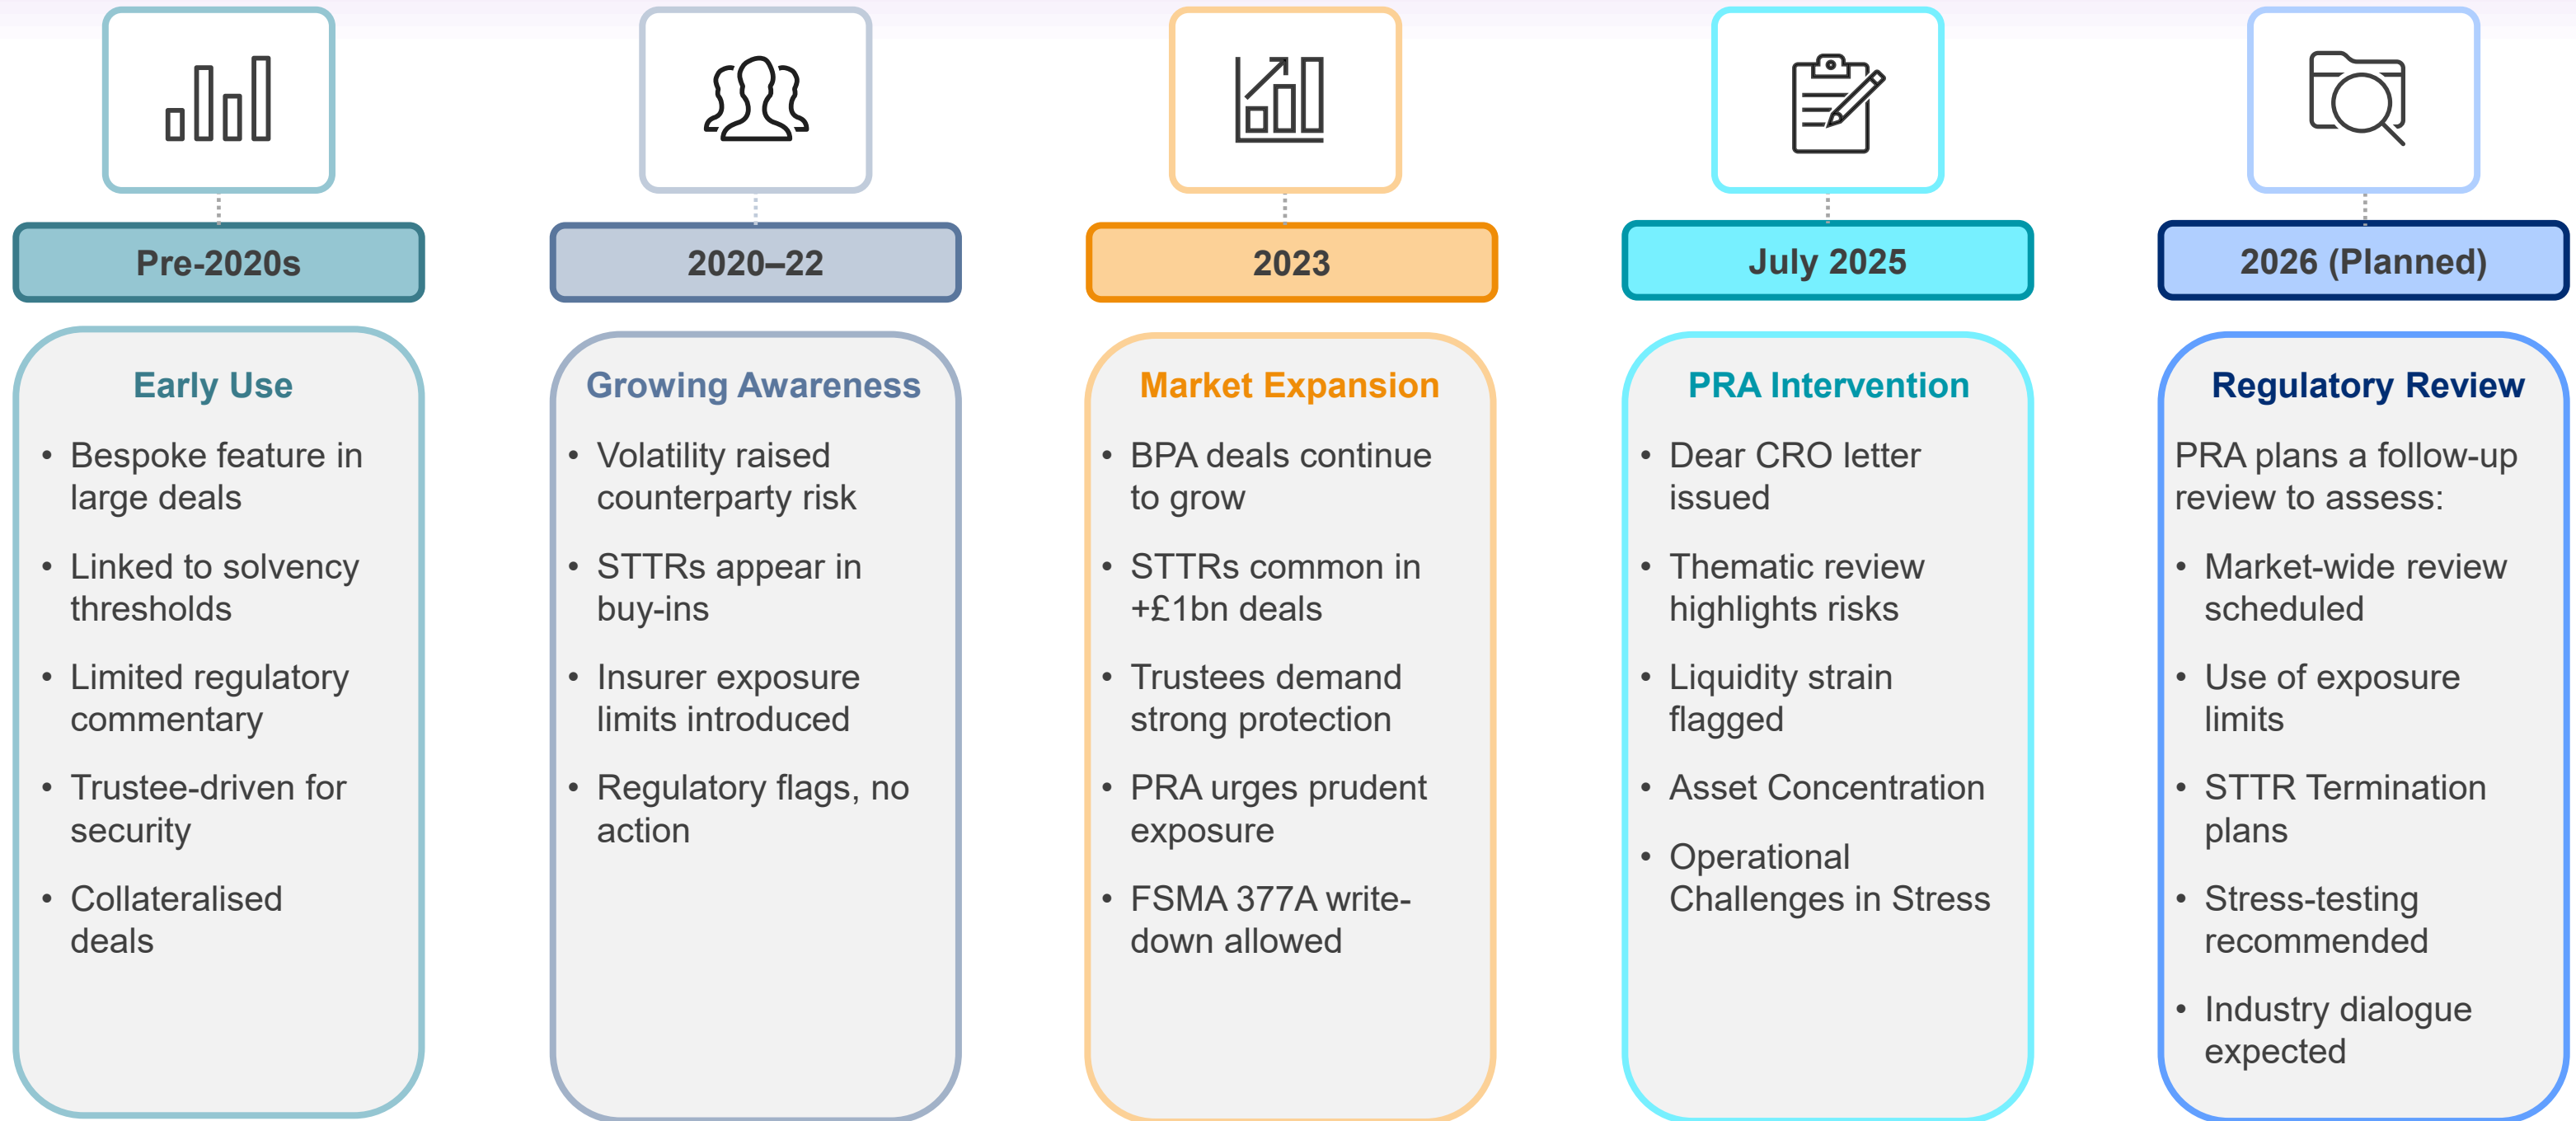 Pre-2020s
Early Use
• Bespoke feature in
large deals
• Linked to solvency
thresholds
• Limited regulatory
commentary
• Trustee-driven for
security
• Collateralised
deals
2020–22
Growing Awareness
• Volatility raised
counterparty risk
• STTRs appear in
buy-ins
• Insurer exposure
limits introduced
• Regulatory flags, no
action
2023
Market Expansion
• BPA deals continue
to grow
• STTRs common in
+£1bn deals
• Trustees demand
strong protection
• PRA urges prudent
exposure
• FSMA 377A write-
down allowed
July 2025
PRA Intervention
• Dear CRO letter
issued
• Thematic review
highlights risks
• Liquidity strain
flagged
• Asset Concentration
• Operational
Challenges in Stress
2026 (Planned)
Regulatory Review
PRA plans a follow-up
review to assess:
• Market-wide review
scheduled
• Use of exposure
limits
• STTR Termination
plans
• Stress-testing
recommended
• Industry dialogue
expected